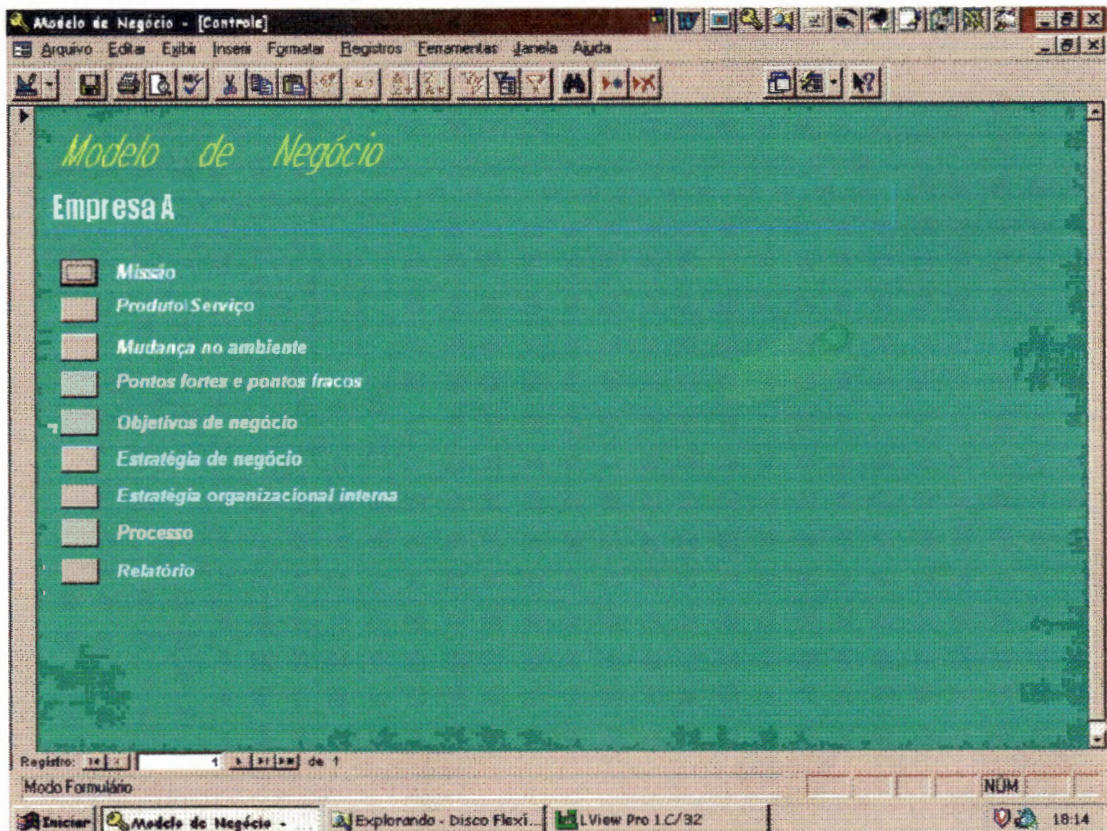 Modelo de Negócio - [Controle]
Arquivo Editar Exibir Inserir Formatar Registros Ferramentas Janela Ajuda
Modelo de Negócio
Empresa A
Missão
Produto\Serviço
Mudança no ambiente
Pontos fortes e pontos fracos
Objetivos de negócio
Estratégia de negócio
Estratégia organizacional interna
Processo
Relatório
Registro: 1 de 1
Modo Formulário NÚM
Iniciar Modelo de Negócio - ... Explorando - Disco Flexí... LView Pro 1.C/32 18:14